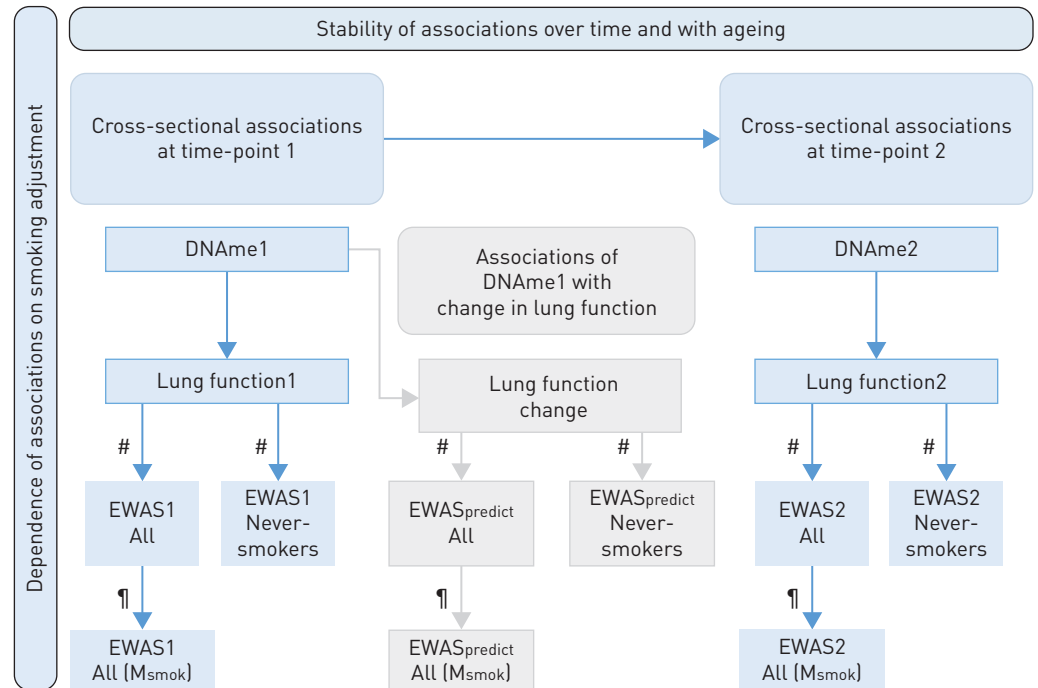 Dependence of associations on smoking adjustment
Stability of associations over time and with ageing
Cross-sectional associations
at time-point 1
Cross-sectional associations
at time-point 2
DNAme1
Associations of
DNAme1 with
change in lung function
DNAme2
Lung function1
Lung function
change
Lung function2
#
#
#
#
#
#
EWAS1
All
EWAS1
Never-
smokers
EWASpredict
All
EWASpredict
Never-
smokers
EWAS2
All
EWAS2
Never-
smokers
¶
¶
¶
EWAS1
All (Msmok)
EWASpredict
All (Msmok)
EWAS2
All (Msmok)